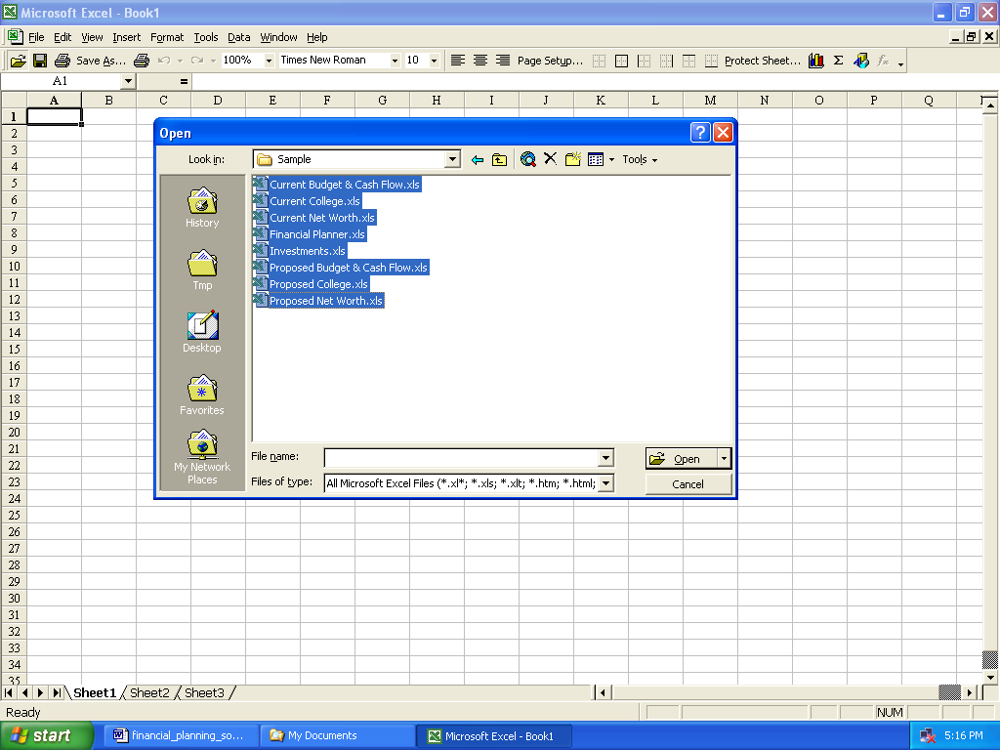 Microsoft Excel - Book1
File Edit View Insert Format Tools Data Window Help
Save As... 100% Times New Roman 10 Page Setup... Protect Sheet... Σ fx
A1 =
A B C D E F G H I J K L M N O P Q
1
2
3
4
5
6
7
8
9
10
11
12
13
14
15
16
17
18
19
20
21
22
23
24
25
26
27
28
29
30
31
32
33
34
35
Open
Look in: Sample Tools
History
Tmp
Desktop
Favorites
My Network
Places
Current Budget & Cash Flow.xls
Current College.xls
Current Net Worth.xls
Financial Planner.xls
Investments.xls
Proposed Budget & Cash Flow.xls
Proposed College.xls
Proposed Net Worth.xls
File name: Open
Files of type: All Microsoft Excel Files (*.xl*; *.xls; *.xlt; *.htm; *.html; Cancel
Sheet1 Sheet2 Sheet3
Ready NUM
start financial_planning_so... My Documents Microsoft Excel - Book1 5:16 PM